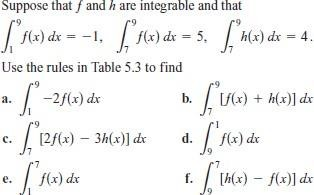 Suppose that f and h are integrable and that
∫₁⁹ f(x) dx = −1, ∫₇⁹ f(x) dx = 5, ∫₇⁹ h(x) dx = 4.
Use the rules in Table 5.3 to find
a. ∫₁⁹ −2f(x) dx b. ∫₇⁹ [f(x) + h(x)] dx
c. ∫₇⁹ [2f(x) − 3h(x)] dx d. ∫₉¹ f(x) dx
e. ∫₁⁷ f(x) dx f. ∫₉⁷ [h(x) − f(x)] dx